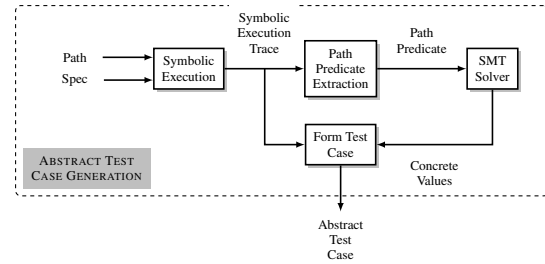 Symbolic
Execution
Trace
Path
Predicate
Path
Spec
Symbolic
Execution
Path
Predicate
Extraction
SMT
Solver
Form Test
Case
ABSTRACT TEST
CASE GENERATION
Concrete
Values
Abstract
Test
Case